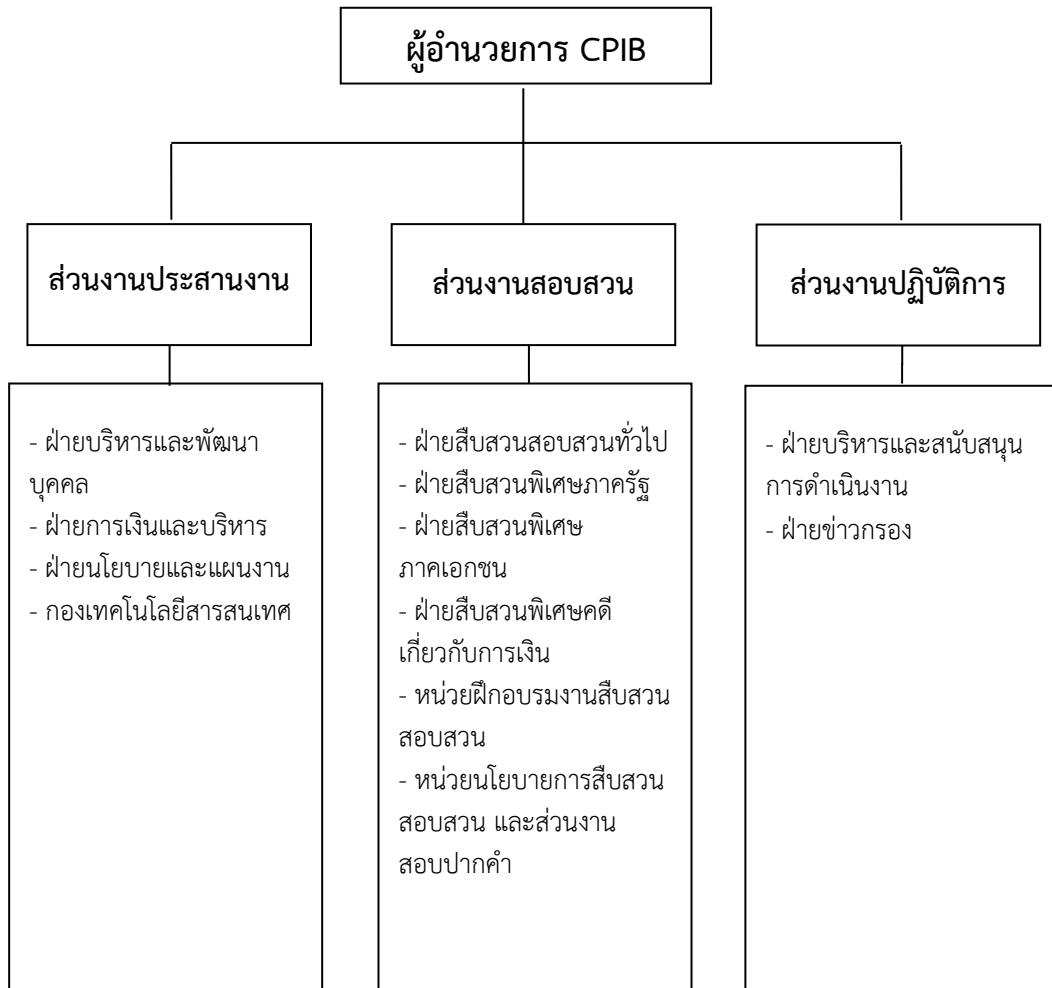 ผู้อำนวยการ CPIB
ส่วนงานประสานงาน
ส่วนงานสอบสวน
ส่วนงานปฏิบัติการ
- ฝ่ายบริหารและพัฒนา
บุคคล
- ฝ่ายการเงินและบริหาร
- ฝ่ายนโยบายและแผนงาน
- กองเทคโนโลยีสารสนเทศ
- ฝ่ายสืบสวนสอบสวนทั่วไป
- ฝ่ายสืบสวนพิเศษภาครัฐ
- ฝ่ายสืบสวนพิเศษ
ภาคเอกชน
- ฝ่ายสืบสวนพิเศษคดี
เกี่ยวกับการเงิน
- หน่วยฝึกอบรมงานสืบสวน
สอบสวน
- หน่วยนโยบายการสืบสวน
สอบสวน และส่วนงาน
สอบปากคำ
- ฝ่ายบริหารและสนับสนุน
การดำเนินงาน
- ฝ่ายข่าวกรอง